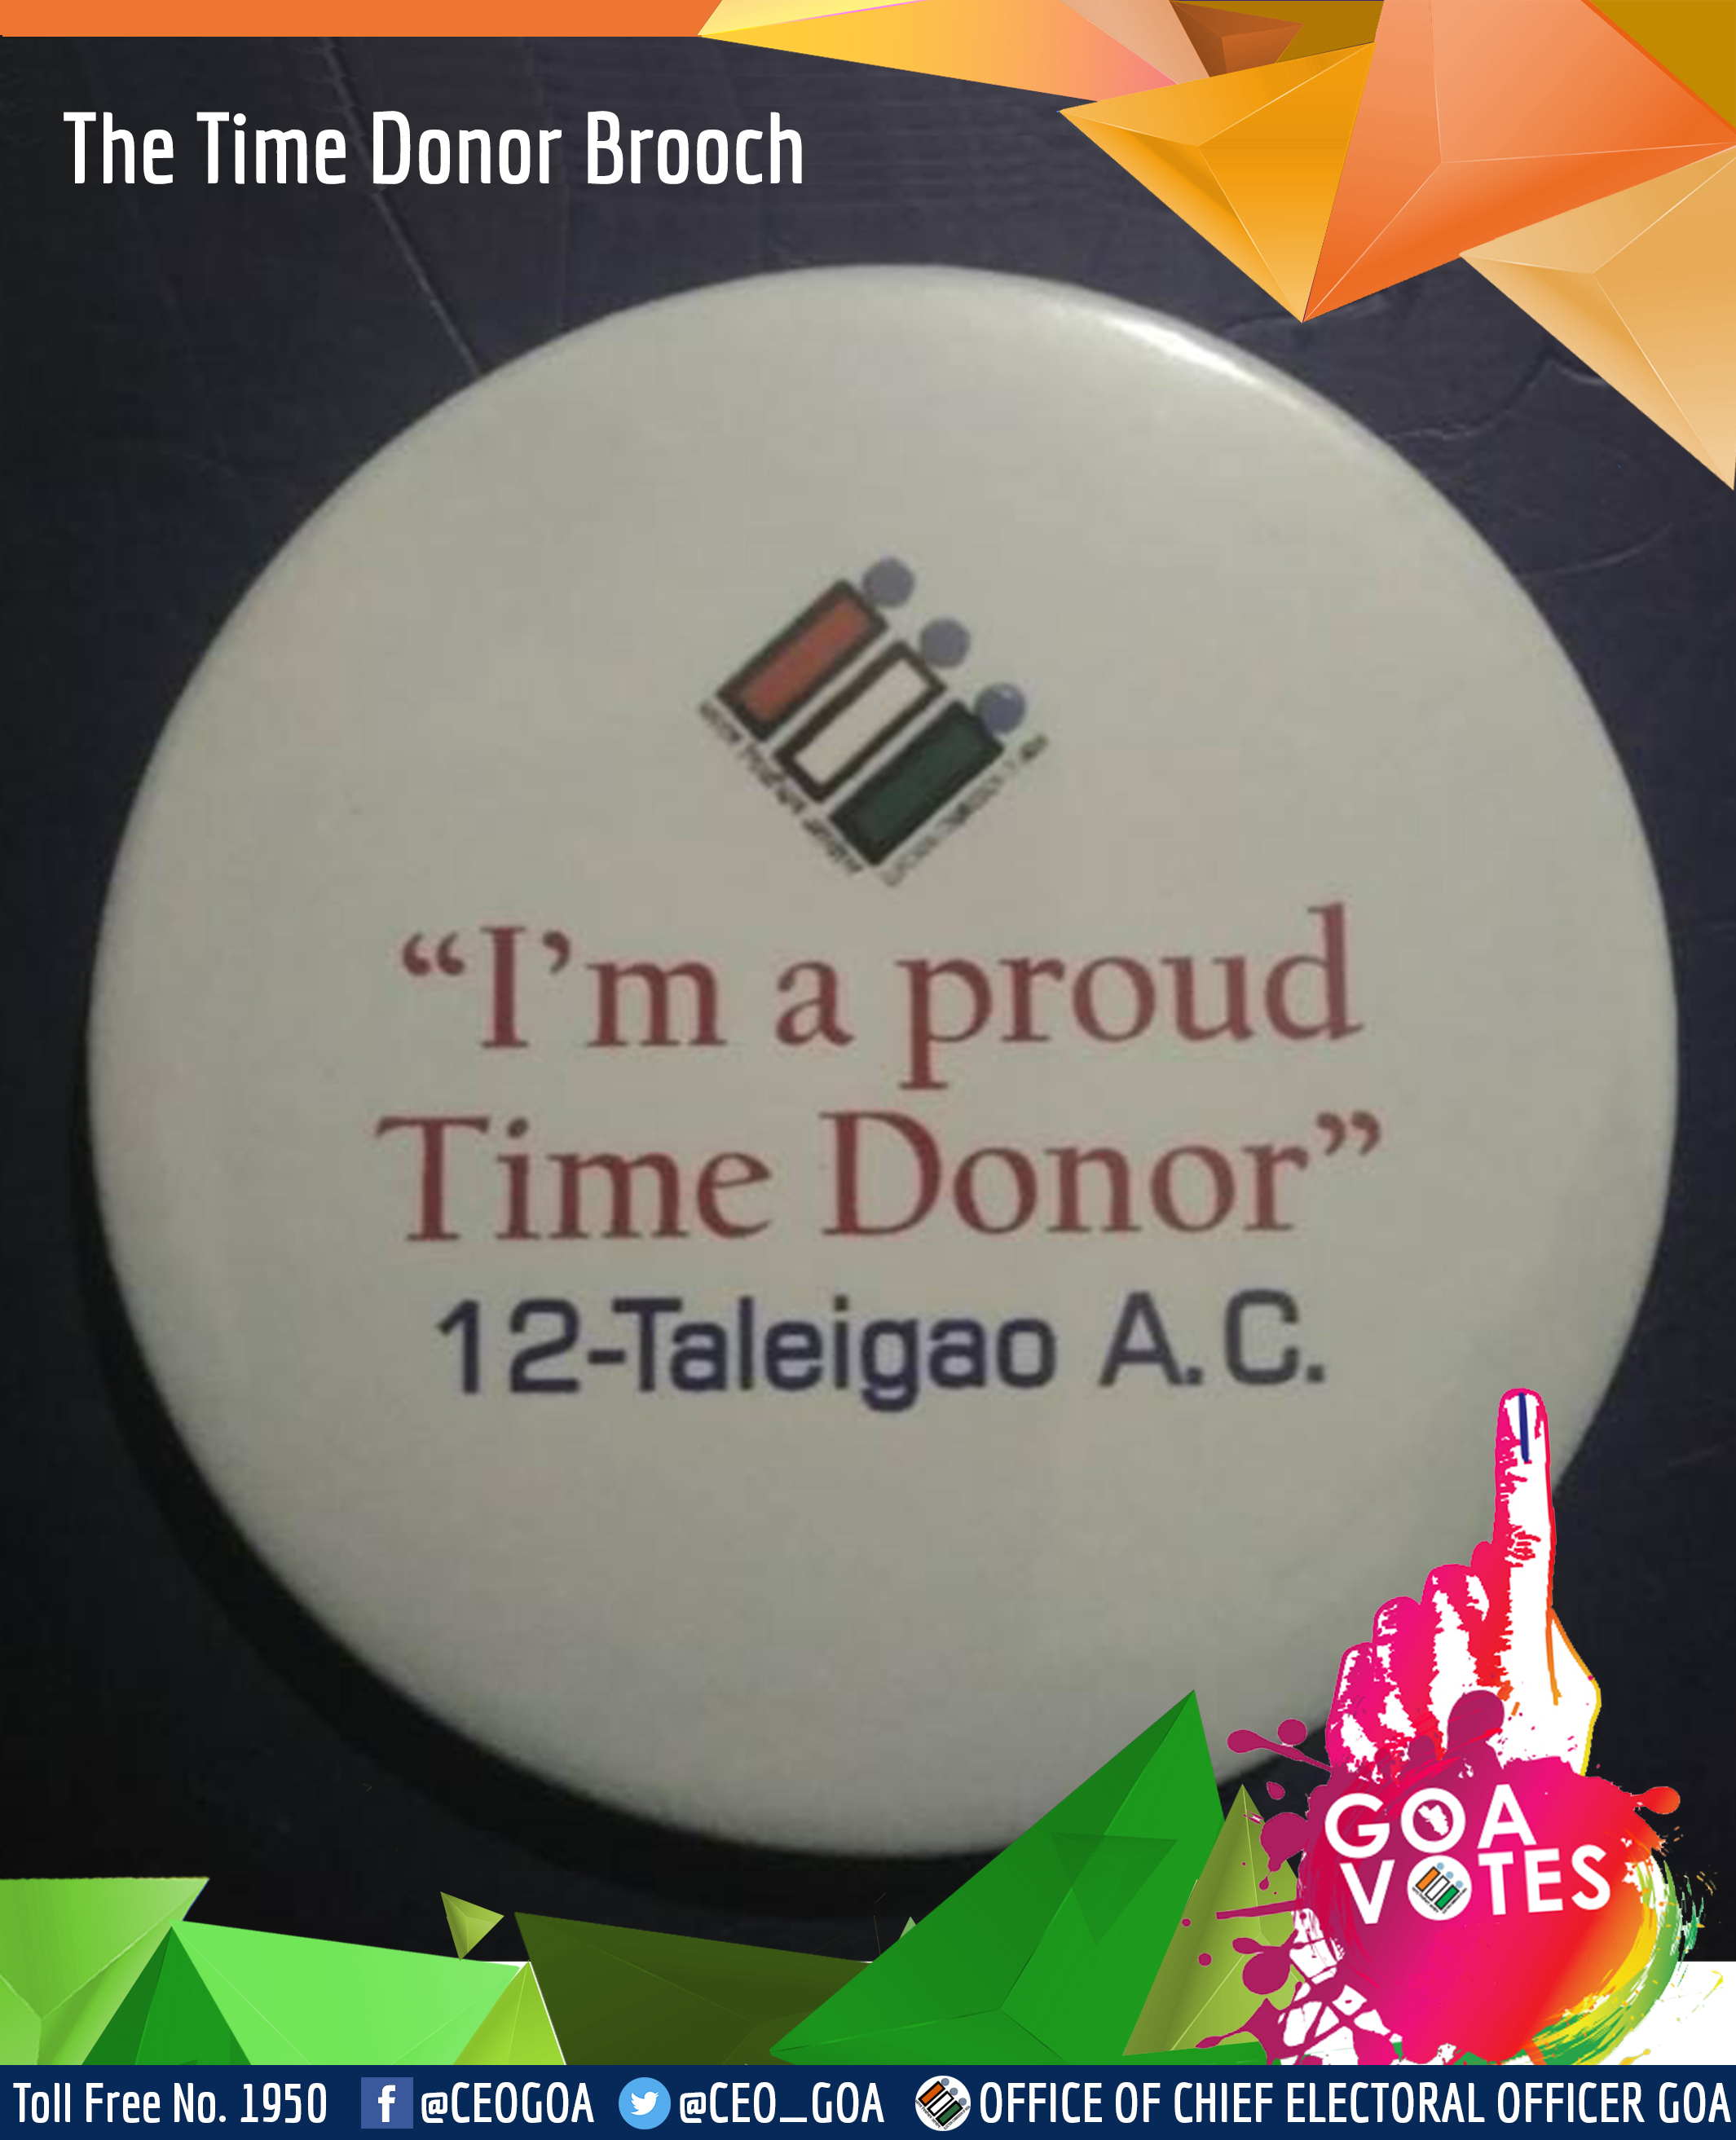 The Time Donor Brooch
“I’m a proud
Time Donor”
12-Taleigao A.C.
GOA
VOTES
Toll Free No. 1950 @CEOGOA @CEO_GOA OFFICE OF CHIEF ELECTORAL OFFICER GOA